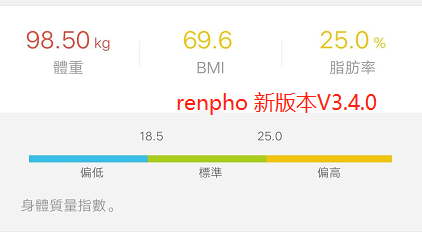 98.50 kg 69.6 25.0 %
體重 BMI 脂肪率
renpho 新版本V3.4.0
18.5 25.0
偏低 標準 偏高
身體質量指數。